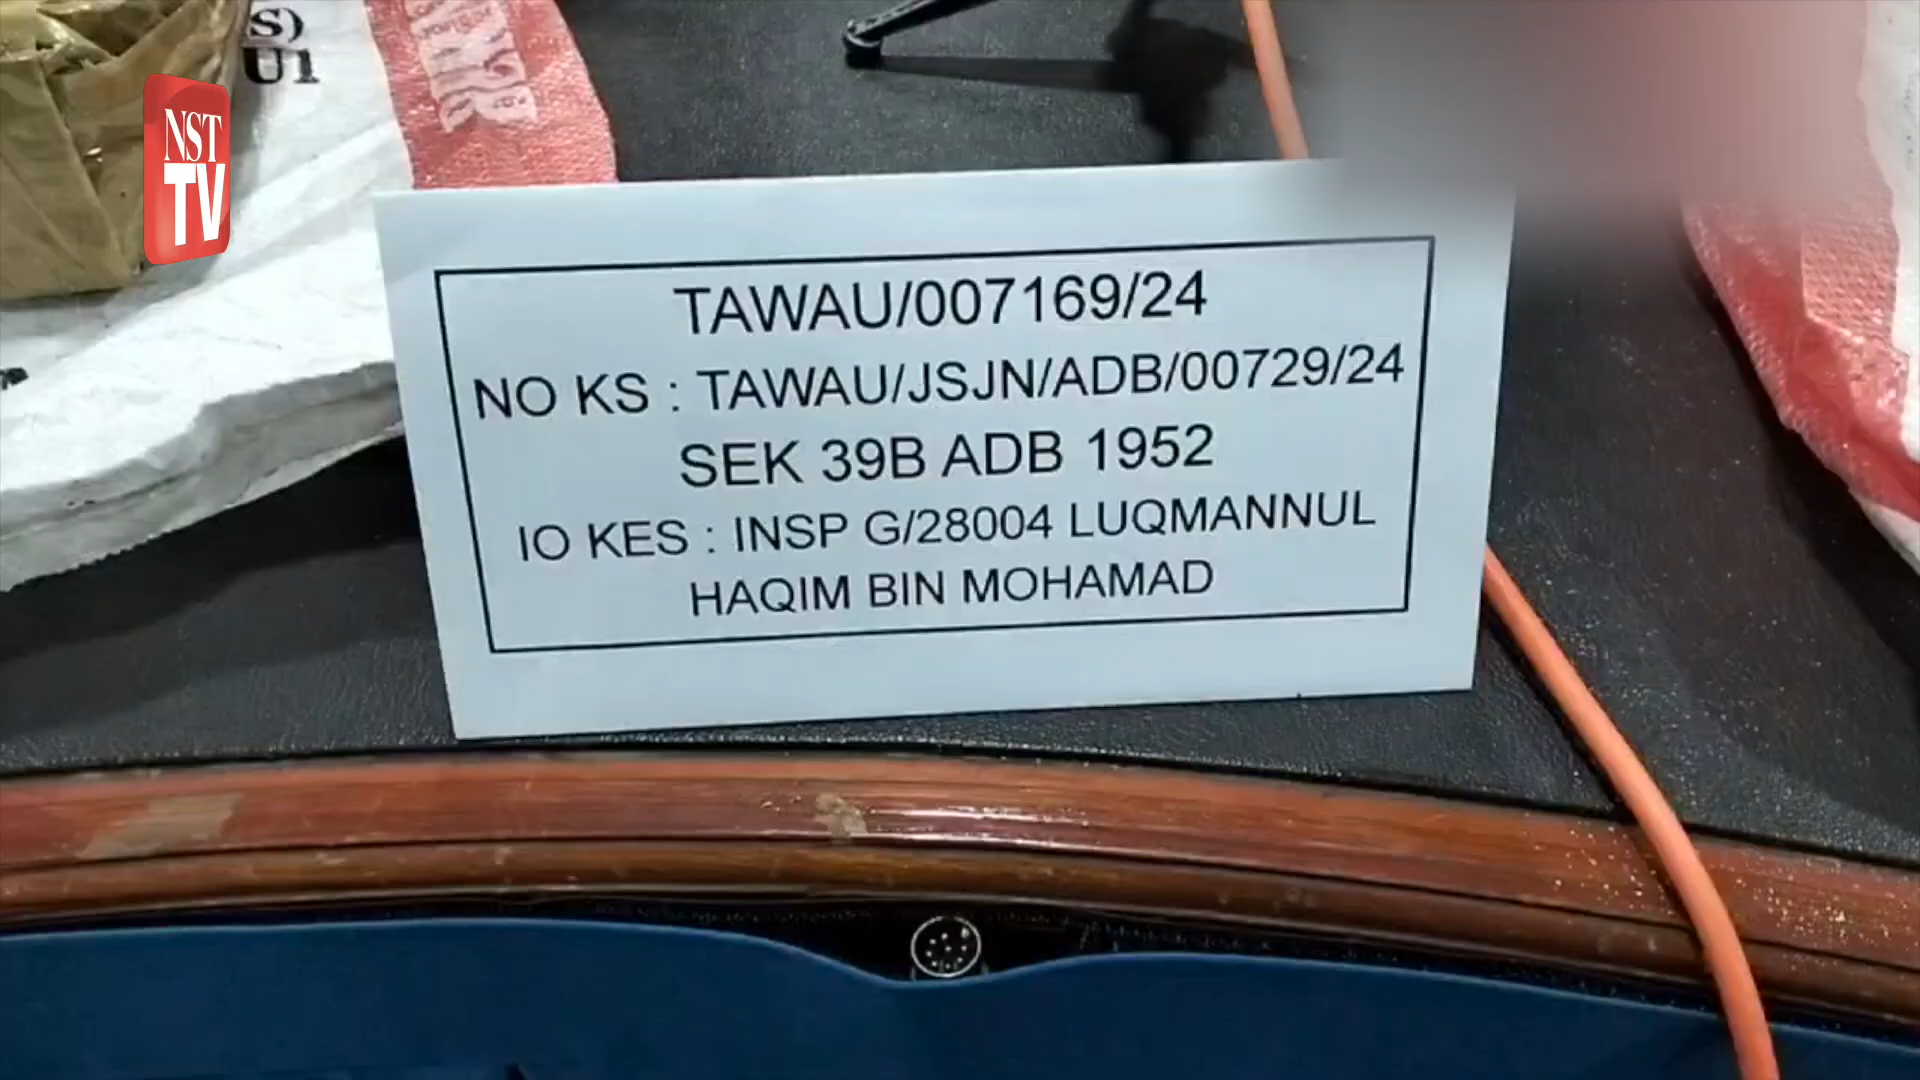 S)
U1
NST
TV
TAWAU/007169/24
NO KS : TAWAU/JSJN/ADB/00729/24
SEK 39B ADB 1952
IO KES : INSP G/28004 LUQMANNUL
HAQIM BIN MOHAMAD